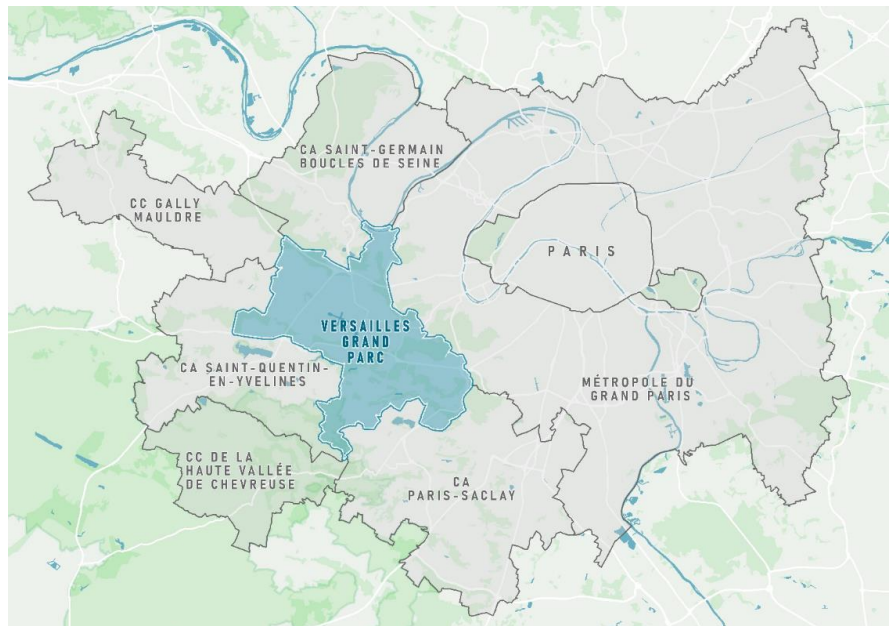 CA SAINT-GERMAIN
BOUCLES DE SEINE
CC GALLY
MAULDRE
PARIS
VERSAILLES
GRAND
PARC
CA SAINT-QUENTIN-
EN-YVELINES
MÉTROPOLE DU
GRAND PARIS
CC DE LA
HAUTE VALLÉE
DE CHEVREUSE
CA
PARIS-SACLAY